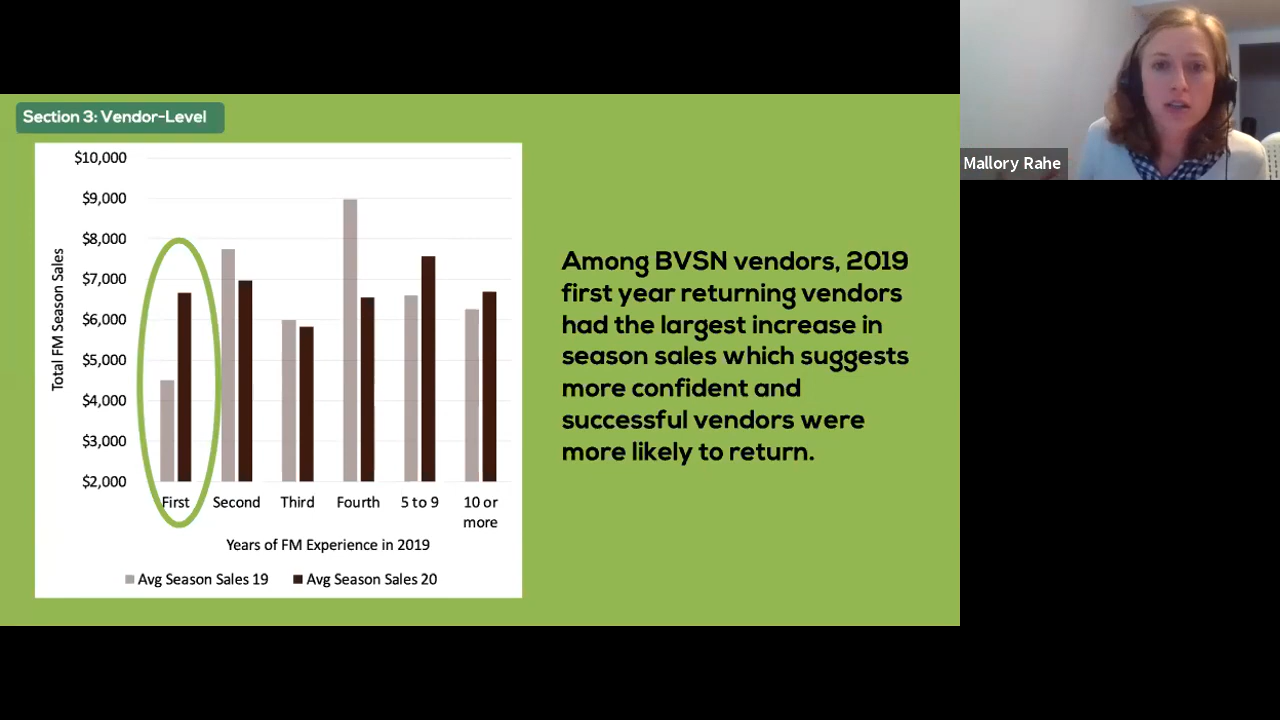 Section 3: Vendor-Level
$10,000
$9,000
$8,000
$7,000
$6,000
$5,000
$4,000
$3,000
$2,000
Total FM Season Sales
First Second Third Fourth 5 to 9 10 or
more
Years of FM Experience in 2019
Avg Season Sales 19 Avg Season Sales 20
Among BVSN vendors, 2019
first year returning vendors
had the largest increase in
season sales which suggests
more confident and
successful vendors were
more likely to return.
Mallory Rahe